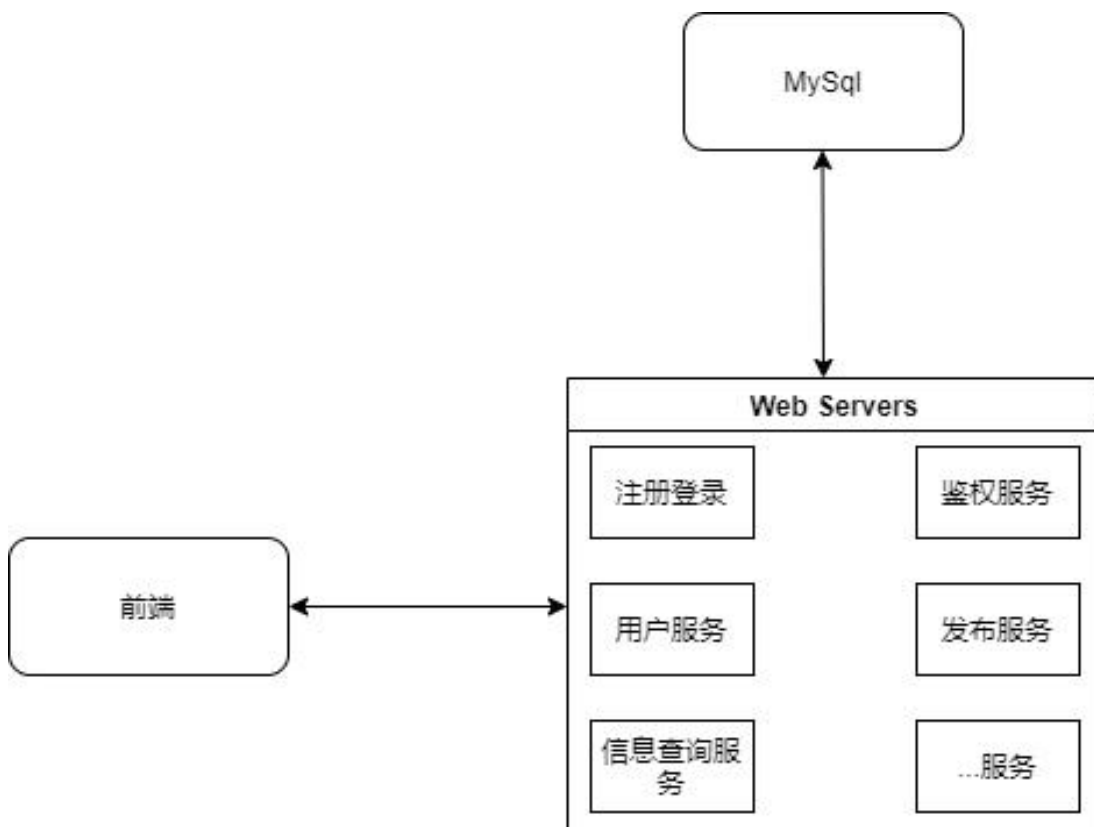 MySql
Web Servers
注册登录
鉴权服务
前端
用户服务
发布服务
信息查询服
务
...服务